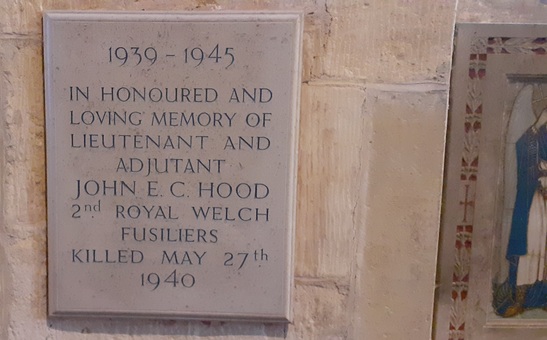 1939 - 1945
IN HONOURED AND
LOVING MEMORY OF
LIEUTENANT AND
ADJUTANT
JOHN E. C. HOOD
2nd ROYAL WELCH
FUSILIERS
KILLED MAY 27th
1940